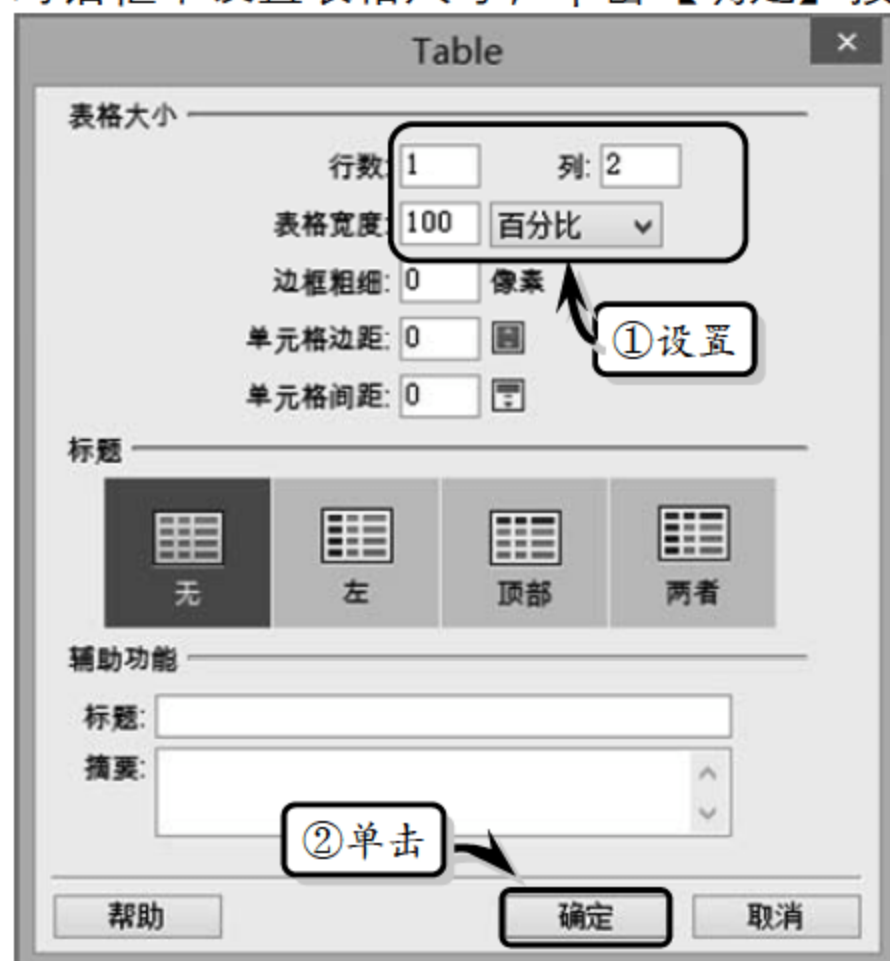 Table
×
表格大小
行数: 1 列: 2
表格宽度: 100 百分比
边框粗细: 0 像素
①设置
单元格边距: 0
单元格间距: 0
标题
无 左 顶部 两者
辅助功能
标题:
摘要:
②单击
帮助 确定 取消